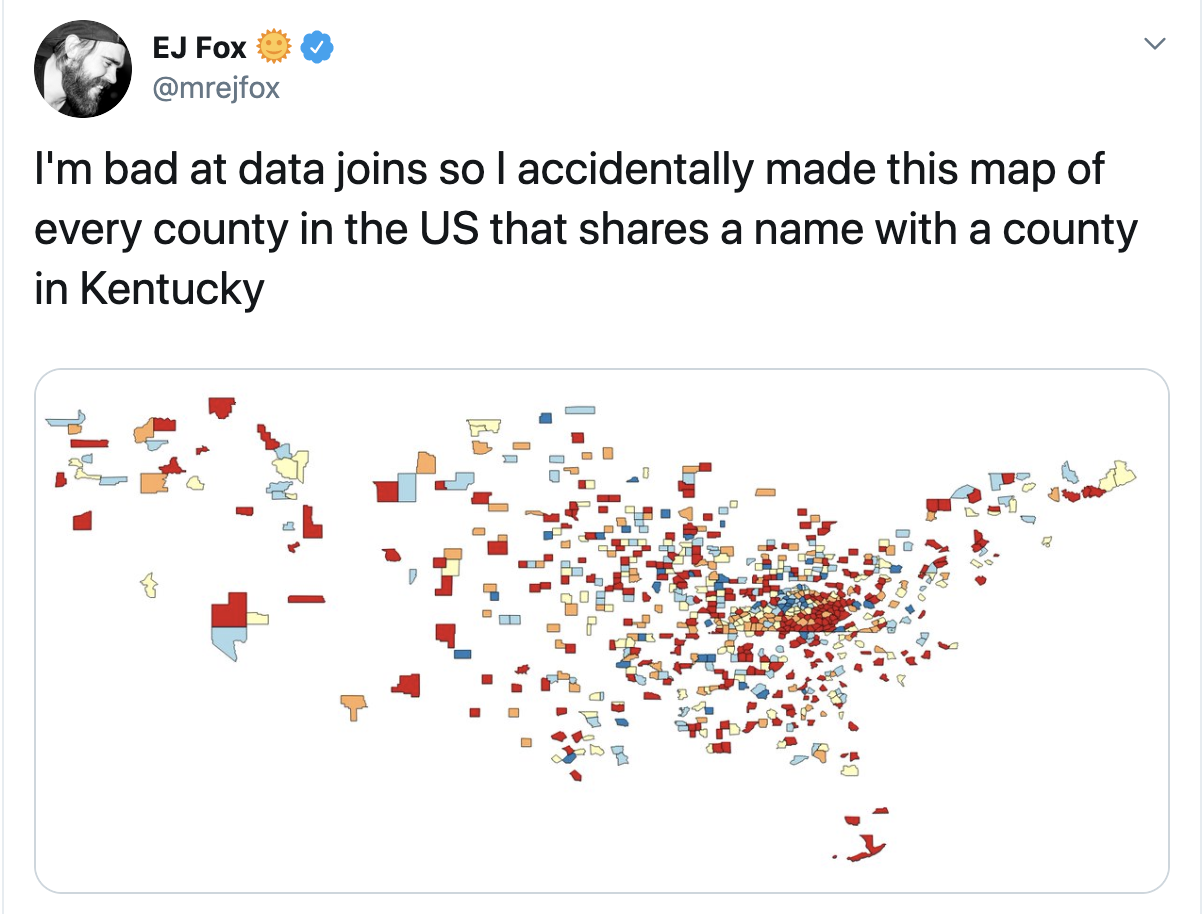 EJ Fox 🌞
@mrejfox
I'm bad at data joins so I accidentally made this map of
every county in the US that shares a name with a county
in Kentucky